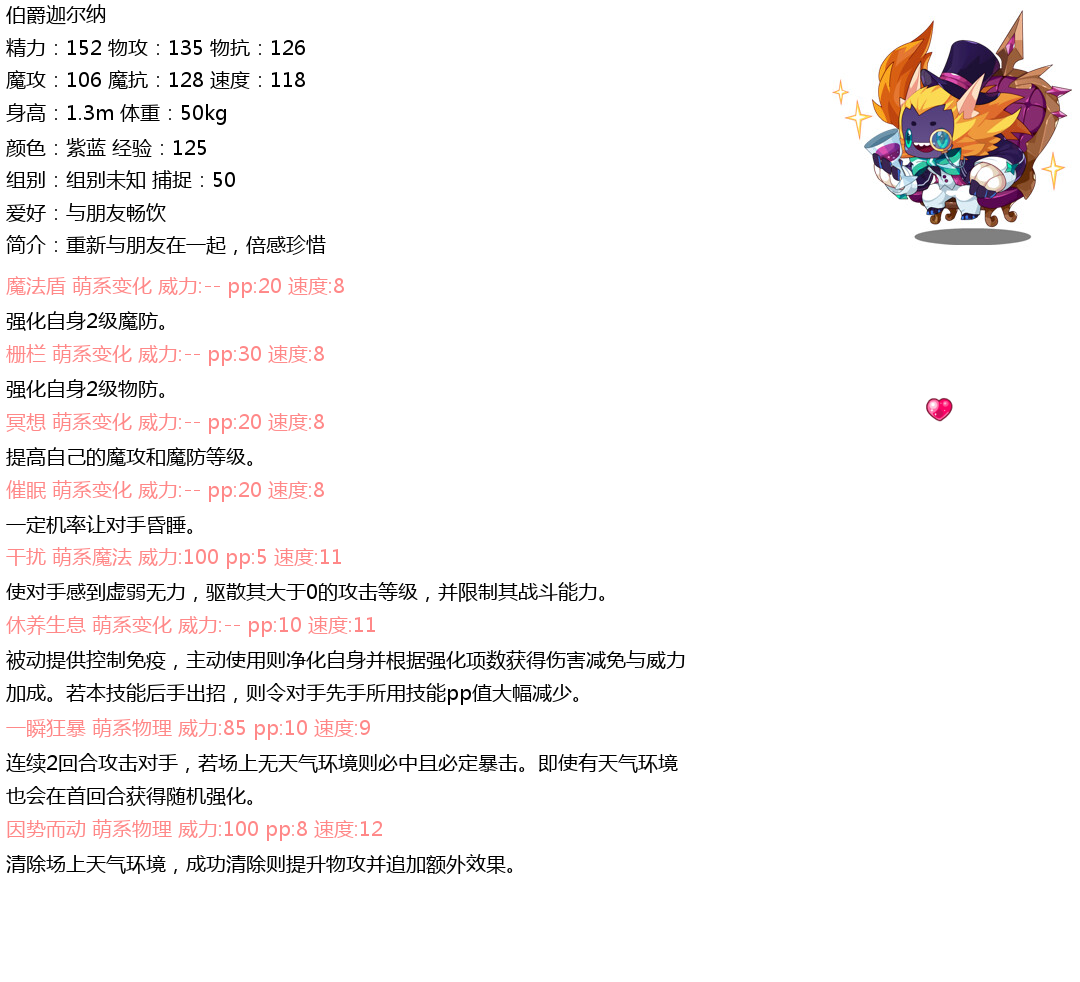 伯爵迦尔纳
精力：152 物攻：135 物抗：126
魔攻：106 魔抗：128 速度：118
身高：1.3m 体重：50kg
颜色：紫蓝 经验：125
组别：组别未知 捕捉：50
爱好：与朋友畅饮
简介：重新与朋友在一起，倍感珍惜
魔法盾 萌系变化 威力:-- pp:20 速度:8
强化自身2级魔防。
栅栏 萌系变化 威力:-- pp:30 速度:8
强化自身2级物防。
冥想 萌系变化 威力:-- pp:20 速度:8
提高自己的魔攻和魔防等级。
催眠 萌系变化 威力:-- pp:20 速度:8
一定机率让对手昏睡。
干扰 萌系魔法 威力:100 pp:5 速度:11
使对手感到虚弱无力，驱散其大于0的攻击等级，并限制其战斗能力。
休养生息 萌系变化 威力:-- pp:10 速度:11
被动提供控制免疫，主动使用则净化自身并根据强化项数获得伤害减免与威力
加成。若本技能后手出招，则令对手先手所用技能pp值大幅减少。
一瞬狂暴 萌系物理 威力:85 pp:10 速度:9
连续2回合攻击对手，若场上无天气环境则必中且必定暴击。即使有天气环境
也会在首回合获得随机强化。
因势而动 萌系物理 威力:100 pp:8 速度:12
清除场上天气环境，成功清除则提升物攻并追加额外效果。